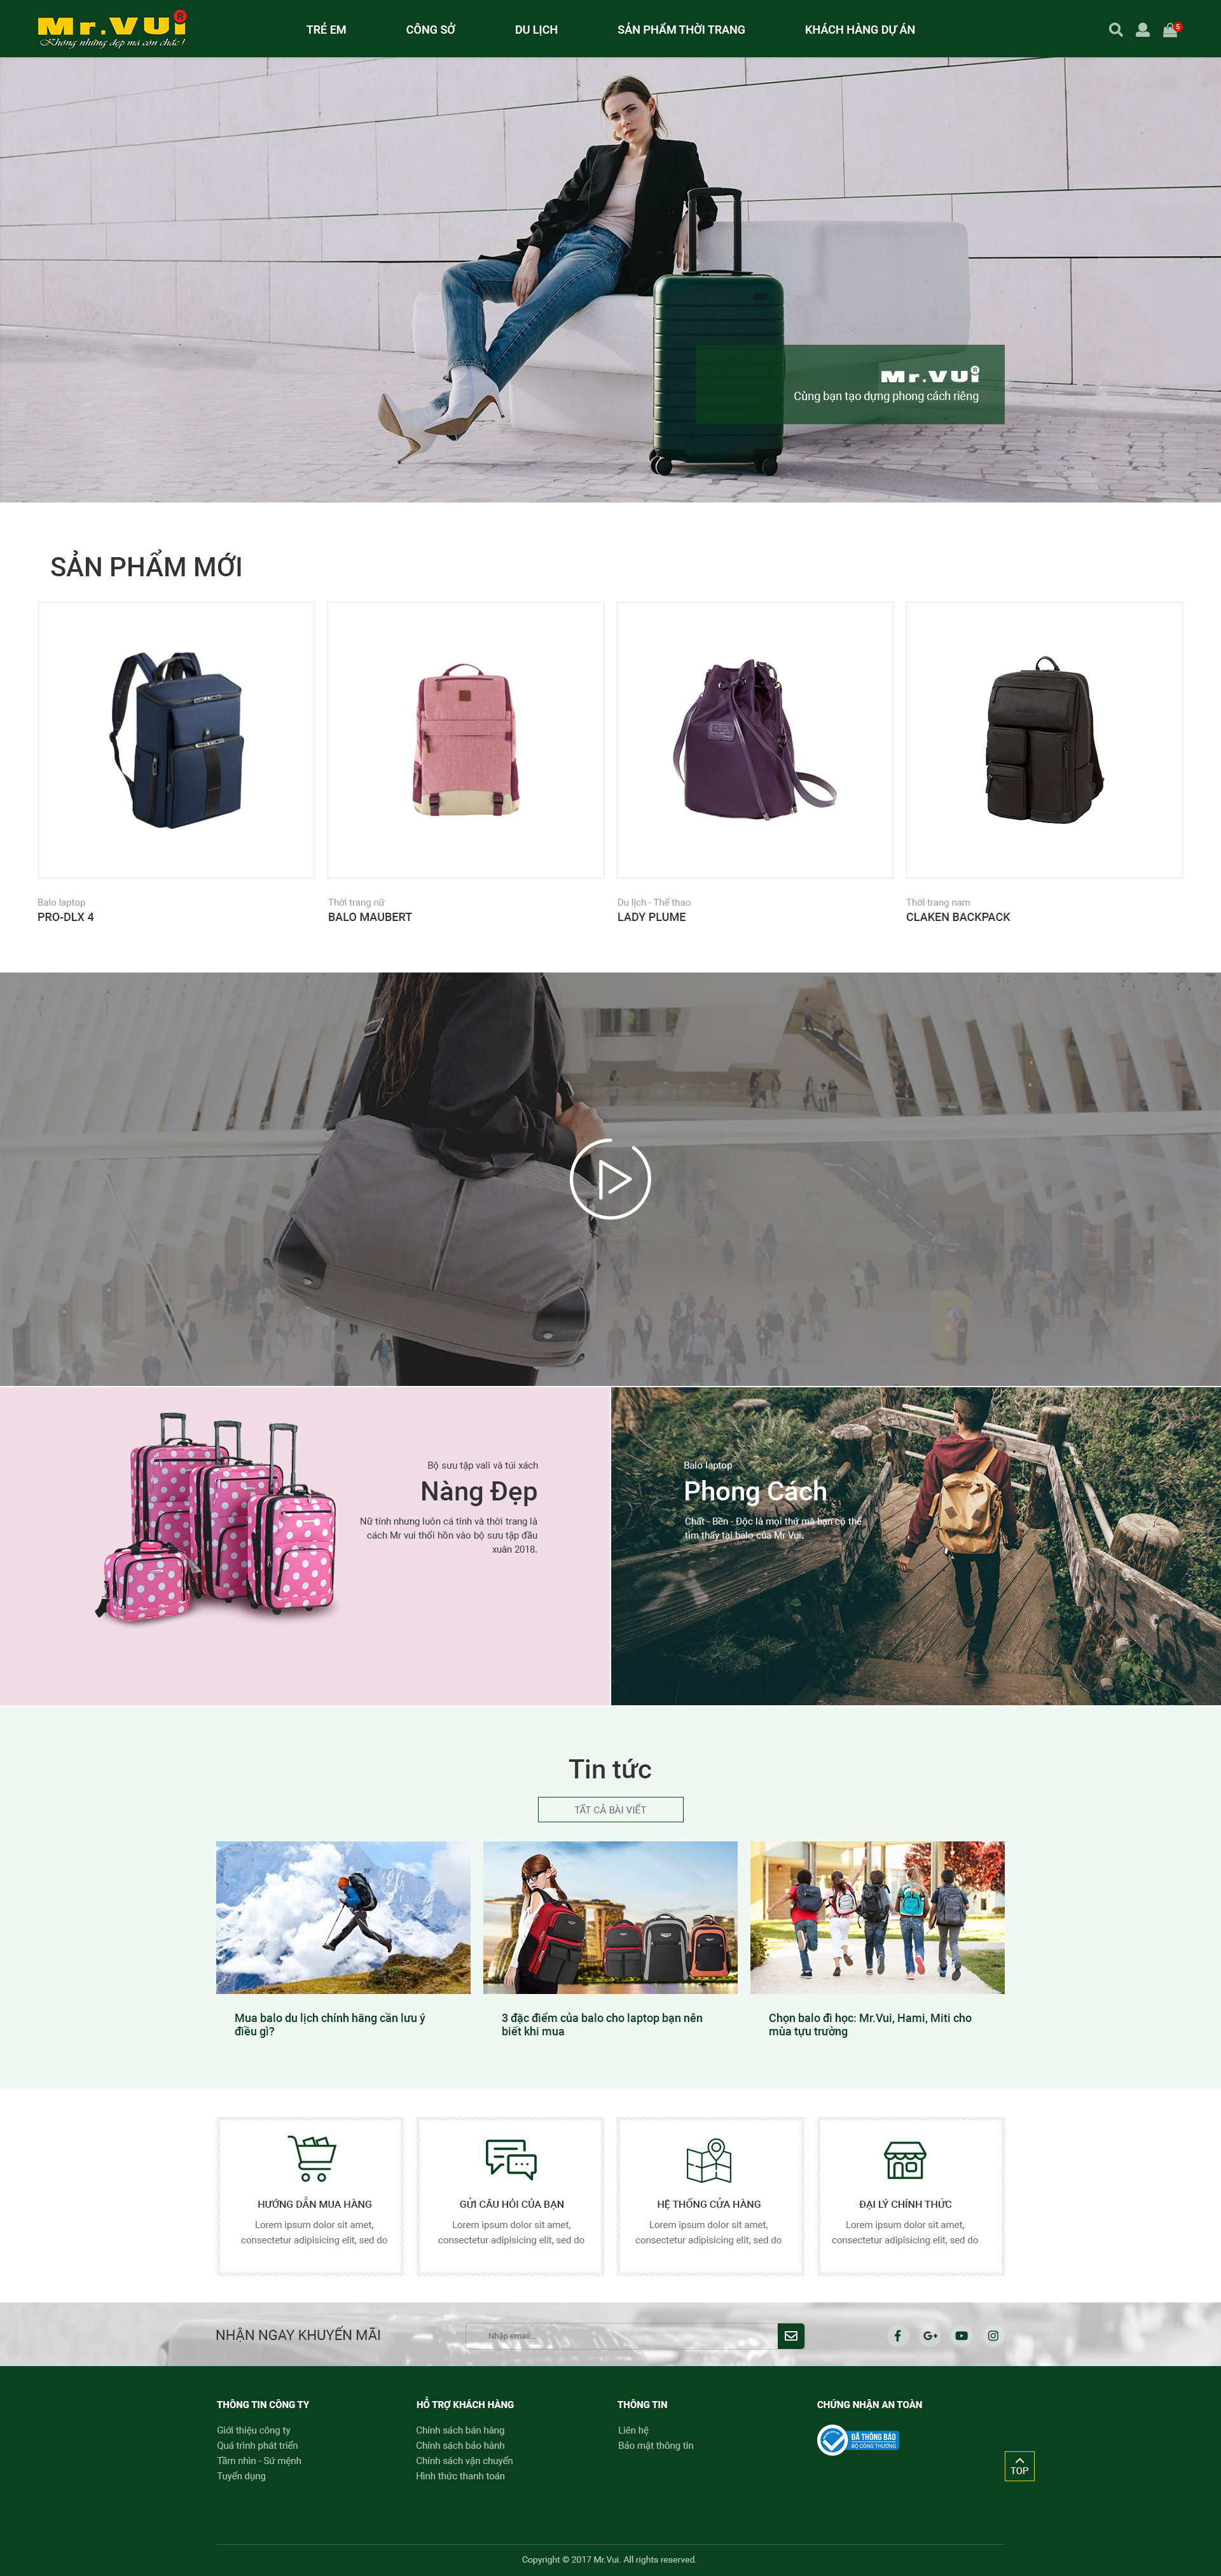 Mr.VUi ®
Không những đẹp mà còn chắc!
TRẺ EM
CÔNG SỞ
DU LỊCH
SẢN PHẨM THỜI TRANG
KHÁCH HÀNG DỰ ÁN
5
Mr.VUi ®
Cùng bạn tạo dựng phong cách riêng
SẢN PHẨM MỚI
Balo laptop
PRO-DLX 4
Thời trang nữ
BALO MAUBERT
Du lịch - Thể thao
LADY PLUME
Thời trang nam
CLAKEN BACKPACK
Bộ sưu tập vali và túi xách
Nàng Đẹp
Nữ tính nhưng luôn cá tính và thời trang là
cách Mr vui thổi hồn vào bộ sưu tập đầu
xuân 2018.
Balo laptop
Phong Cách
Chất - Bền - Độc là mọi thứ mà bạn có thể
tìm thấy tại balo của Mr Vui.
Tin tức
TẤT CẢ BÀI VIẾT
Mua balo du lịch chính hãng cần lưu ý
điều gì?
3 đặc điểm của balo cho laptop bạn nên
biết khi mua
Chọn balo đi học: Mr.Vui, Hami, Miti cho
mùa tựu trường
HƯỚNG DẪN MUA HÀNG
Lorem ipsum dolor sit amet,
consectetur adipisicing elit, sed do
GỬI CÂU HỎI CỦA BẠN
Lorem ipsum dolor sit amet,
consectetur adipisicing elit, sed do
HỆ THỐNG CỬA HÀNG
Lorem ipsum dolor sit amet,
consectetur adipisicing elit, sed do
ĐẠI LÝ CHÍNH THỨC
Lorem ipsum dolor sit amet,
consectetur adipisicing elit, sed do
NHẬN NGAY KHUYẾN MÃI
Nhập email...
THÔNG TIN CÔNG TY
Giới thiệu công ty
Quá trình phát triển
Tầm nhìn - Sứ mệnh
Tuyển dụng
HỖ TRỢ KHÁCH HÀNG
Chính sách bán hàng
Chính sách bảo hành
Chính sách vận chuyển
Hình thức thanh toán
THÔNG TIN
Liên hệ
Bảo mật thông tin
CHỨNG NHẬN AN TOÀN
ĐÃ THÔNG BÁO
BỘ CÔNG THƯƠNG
TOP
Copyright © 2017 Mr.Vui. All rights reserved.